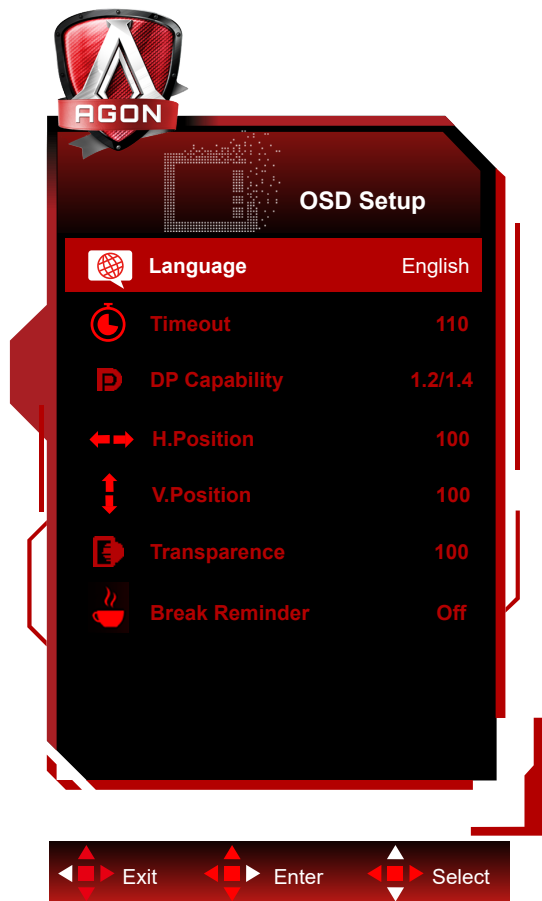 AGON
OSD Setup
Language English
Timeout 110
DP Capability 1.2/1.4
H.Position 100
V.Position 100
Transparence 100
Break Reminder Off
Exit Enter Select